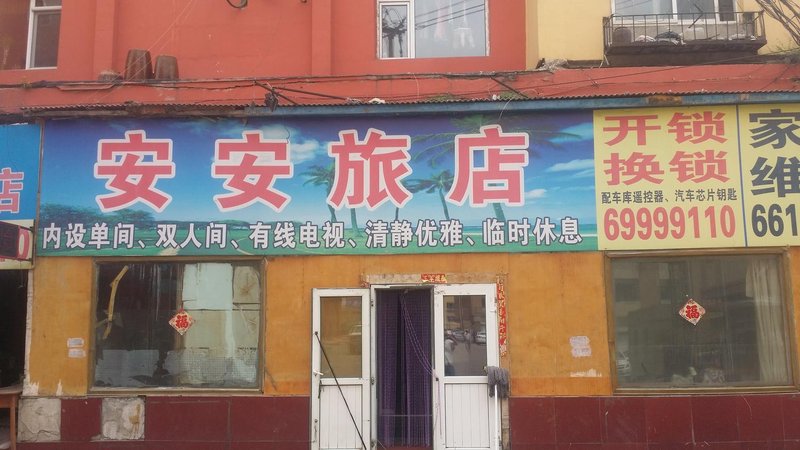 店
安安旅店
内设单间、双人间、有线电视、清静优雅、临时休息
开锁
换锁
配车库遥控器、汽车芯片钥匙
69999110
家
维
661
福
福